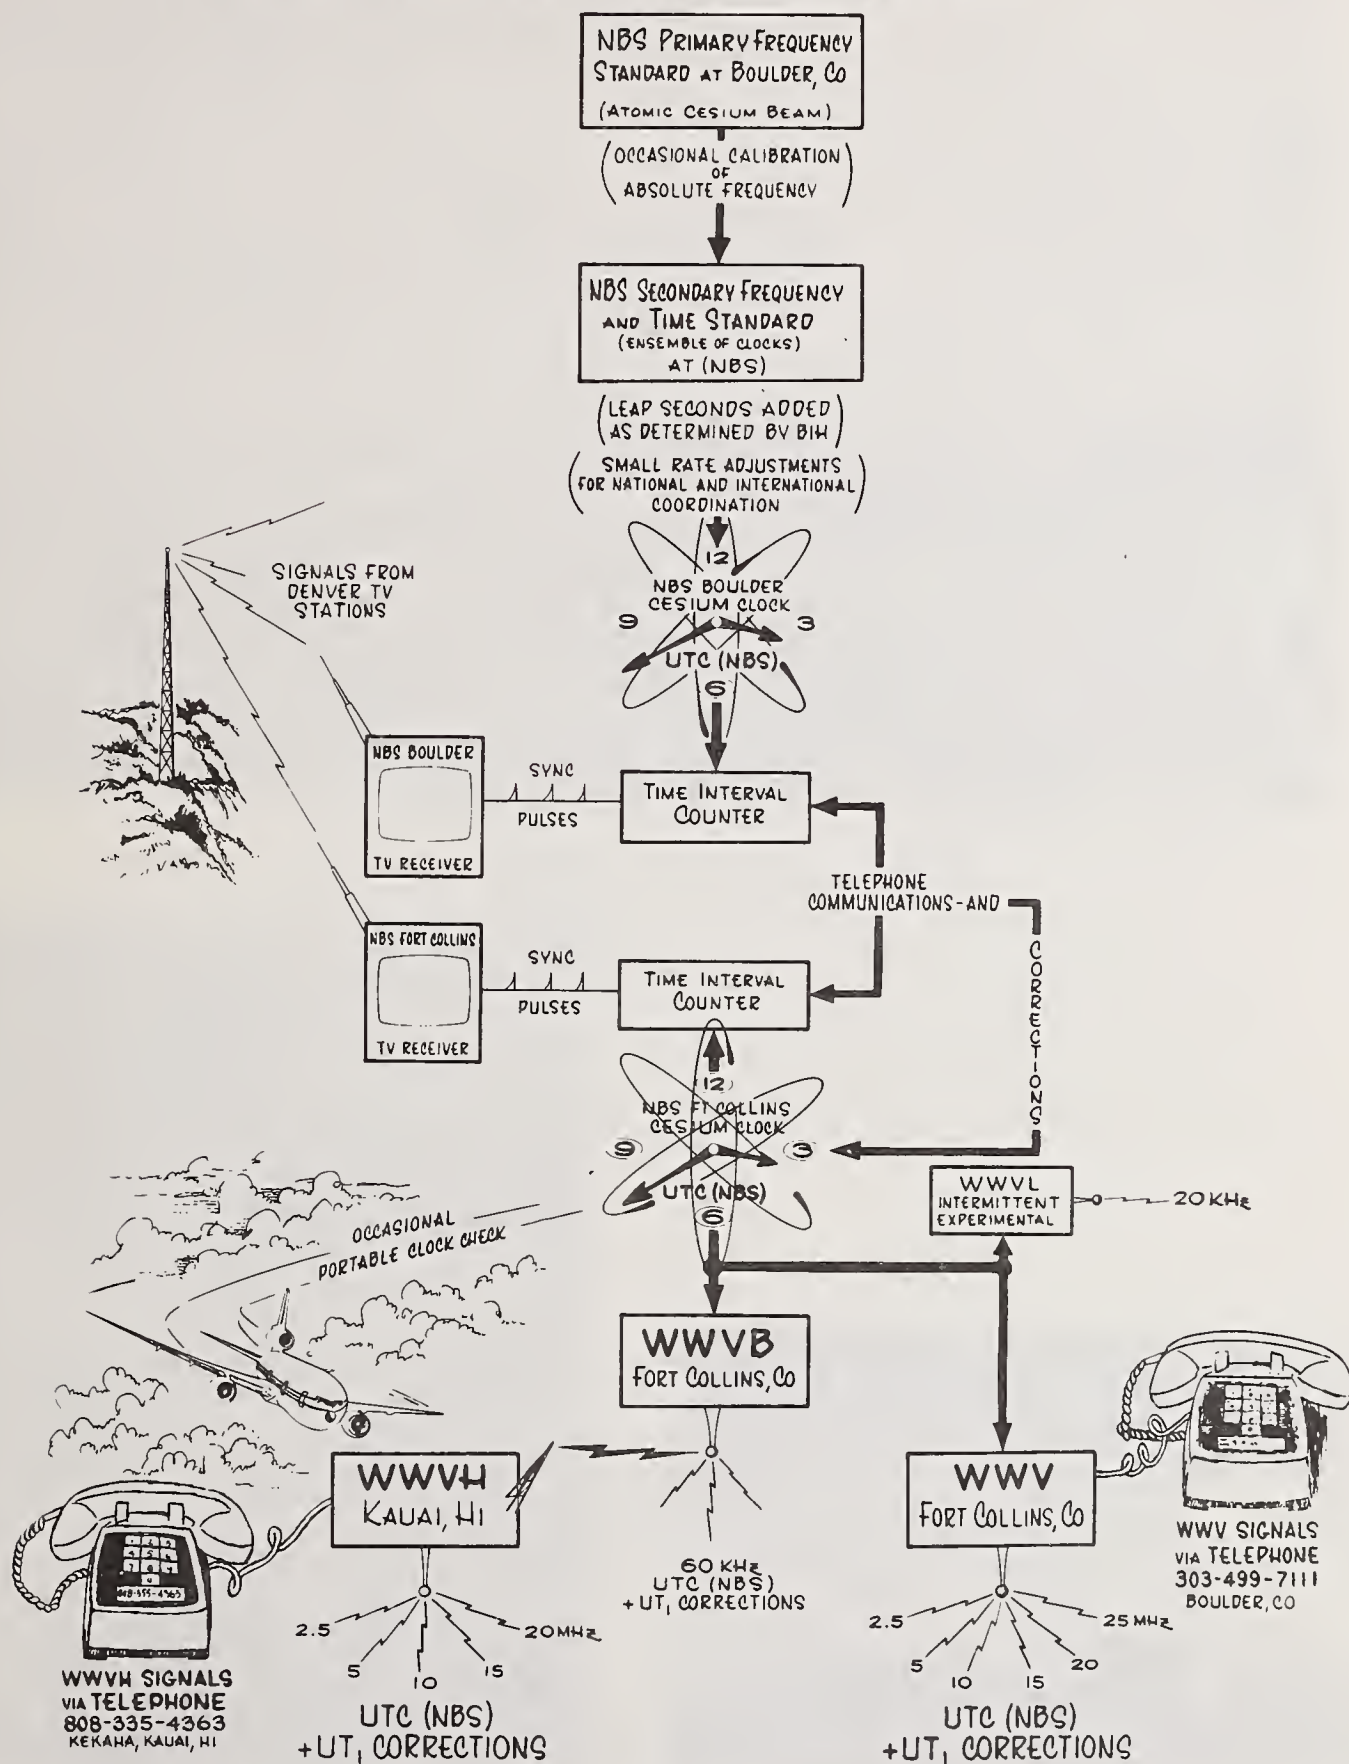 NBS PRIMARY FREQUENCY
STANDARD AT BOULDER, CO
(ATOMIC CESIUM BEAM)
(OCCASIONAL CALIBRATION
OF
ABSOLUTE FREQUENCY)
NBS SECONDARY FREQUENCY
AND TIME STANDARD
(ENSEMBLE OF CLOCKS)
AT (NBS)
(LEAP SECONDS ADDED
AS DETERMINED BY BIH)
(SMALL RATE ADJUSTMENTS
FOR NATIONAL AND INTERNATIONAL
COORDINATION)
SIGNALS FROM
DENVER TV
STATIONS
12
NBS BOULDER
CESIUM CLOCK
9
3
UTC (NBS)
6
NBS BOULDER
TV RECEIVER
SYNC
PULSES
TIME INTERVAL
COUNTER
TELEPHONE
COMMUNICATIONS-AND
CORRECTIONS
NBS FORT COLLINS
TV RECEIVER
SYNC
PULSES
TIME INTERVAL
COUNTER
12
NBS FT COLLINS
CESIUM CLOCK
9
3
UTC (NBS)
6
WWVL
INTERMITTENT
EXPERIMENTAL
20 KHz
OCCASIONAL
PORTABLE CLOCK CHECK
WWVB
FORT COLLINS, CO
60 KHz
UTC (NBS)
+ UT1 CORRECTIONS
WWVH
KAUAI, HI
2.5
5
10
15
20 MHz
UTC (NBS)
+UT1 CORRECTIONS
808-335-4363
WWVH SIGNALS
VIA TELEPHONE
808-335-4363
KEKAHA, KAUAI, HI
WWV
FORT COLLINS, CO
2.5
5
10
15
20
25 MHz
UTC (NBS)
+UT1 CORRECTIONS
WWV SIGNALS
VIA TELEPHONE
303-499-7111
BOULDER, CO